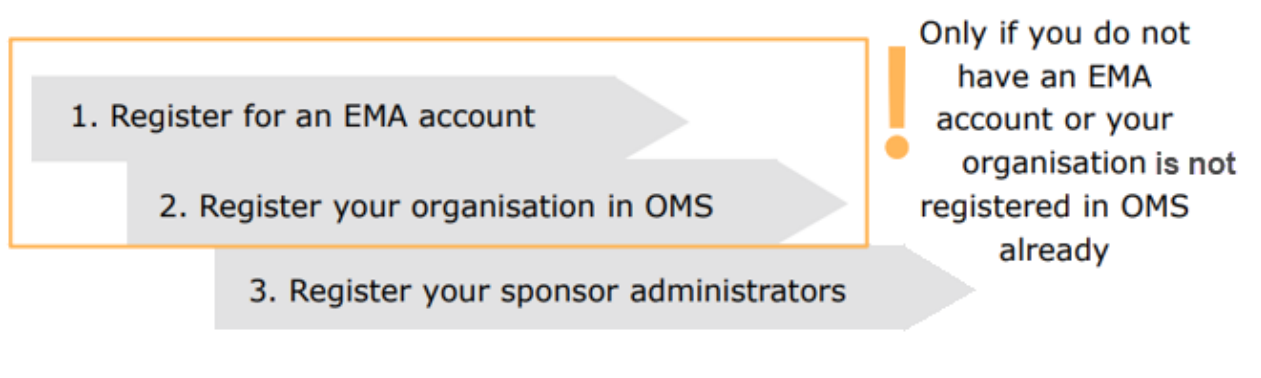 1. Register for an EMA account
2. Register your organisation in OMS
3. Register your sponsor administrators
! Only if you do not
have an EMA
account or your
organisation is not
registered in OMS
already